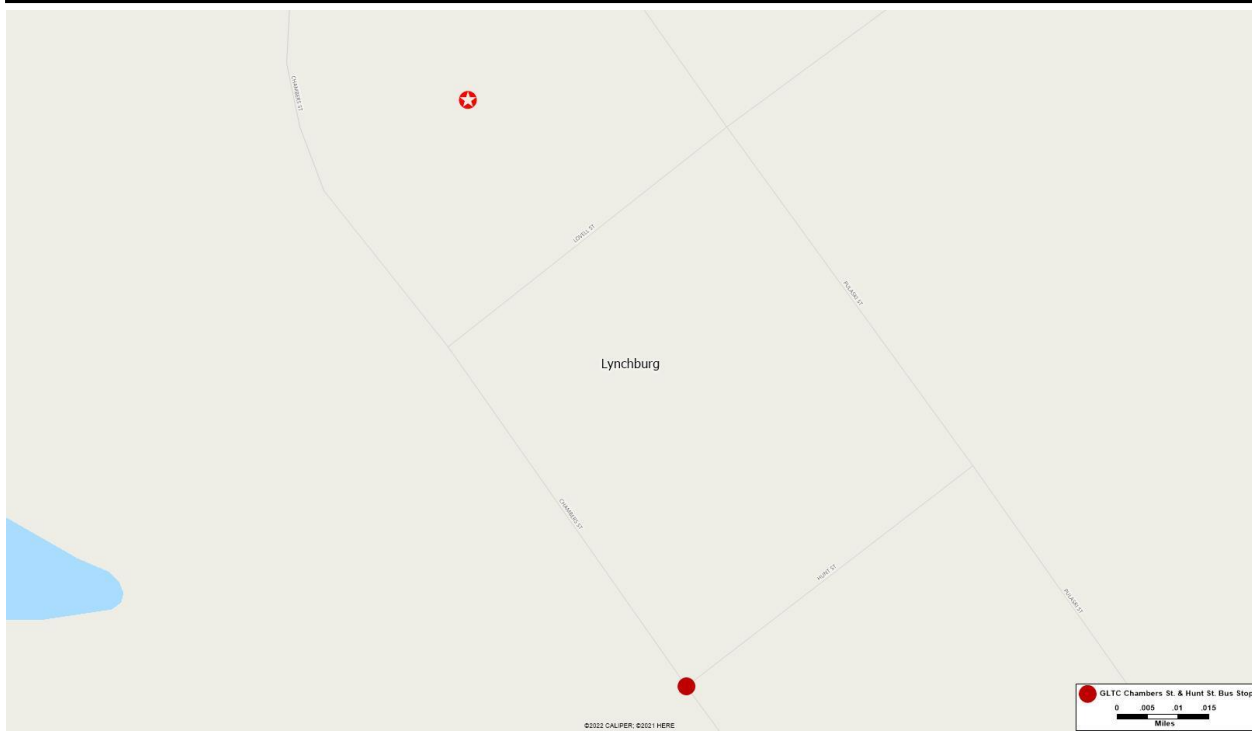 CHAMBERS ST
LOVELL ST
PULASKI ST
Lynchburg
CHAMBERS ST
HUNT ST
PULASKI ST
GLTC Chambers St. & Hunt St. Bus Stop
0 .005 .01 .015
Miles
©2022 CALIPER; ©2021 HERE